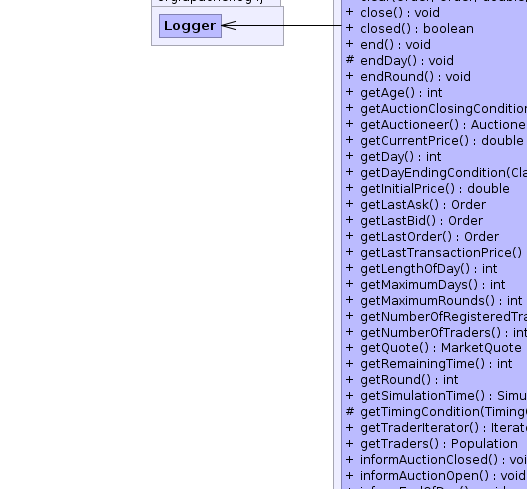 Logger
+ close() : void
+ closed() : boolean
+ end() : void
# endDay() : void
+ endRound() : void
+ getAge() : int
+ getAuctionClosingCondition
+ getAuctioneer() : Auctione
+ getCurrentPrice() : double
+ getDay() : int
+ getDayEndingCondition(Cla
+ getInitialPrice() : double
+ getLastAsk() : Order
+ getLastBid() : Order
+ getLastOrder() : Order
+ getLastTransactionPrice() :
+ getLengthOfDay() : int
+ getMaximumDays() : int
+ getMaximumRounds() : int
+ getNumberOfRegisteredTra
+ getNumberOfTraders() : int
+ getQuote() : MarketQuote
+ getRemainingTime() : int
+ getRound() : int
+ getSimulationTime() : Simu
# getTimingCondition(Timing
+ getTraderIterator() : Iterat
+ getTraders() : Population
+ informAuctionClosed() : voi
+ informAuctionOpen() : void